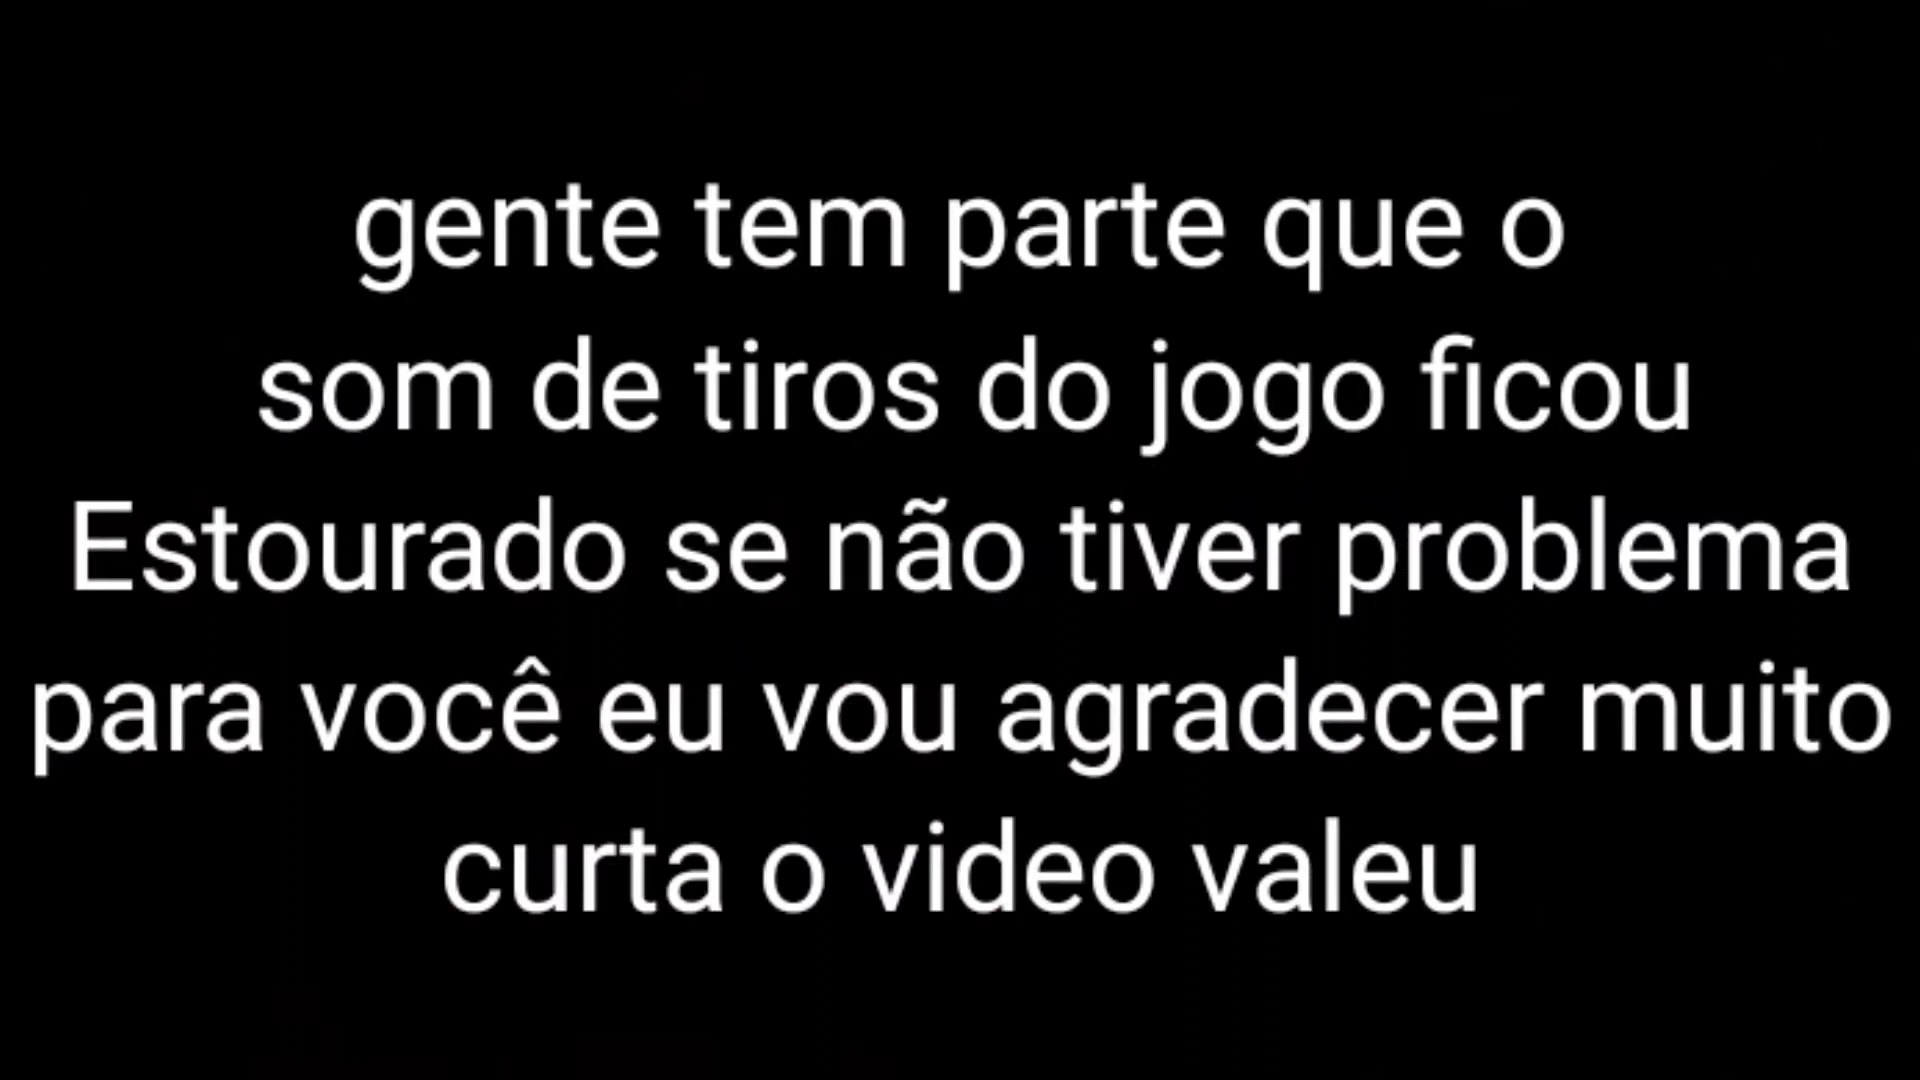 gente tem parte que o
som de tiros do jogo ficou
Estourado se não tiver problema
para você eu vou agradecer muito
curta o video valeu